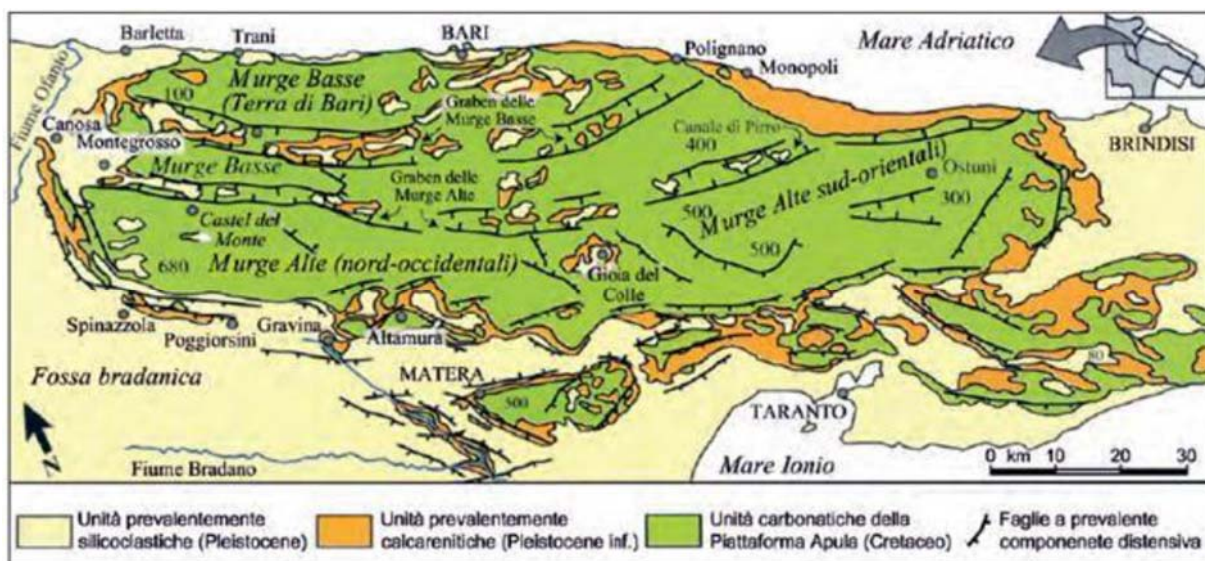 Barletta
Trani
BARI
Polignano
Monopoli
Mare Adriatico
Fiume Ofanto
Canosa
Montegrosso
100
Murge Basse
(Terra di Bari)
Graben delle
Murge Basse
Canale di Pirro
400
BRINDISI
Murge Basse
Graben delle
Murge Alte
Ostuni
300
500
Murge Alte sud-orientali)
500
Castel del
Monte
680
Murge Alte (nord-occidentali)
Gioia del
Colle
Spinazzola
Poggiorsini
Gravina
Altamura
Fossa bradanica
MATERA
500
80
TARANTO
Fiume Bradano
Mare Ionio
N
0 km 10 20 30
Unità prevalentemente
silicoclastiche (Pleistocene)
Unità prevalentemente
calcarenitiche (Pleistocene inf.)
Unità carbonatiche della
Piattaforma Apula (Cretaceo)
Faglie a prevalente
componenete distensiva